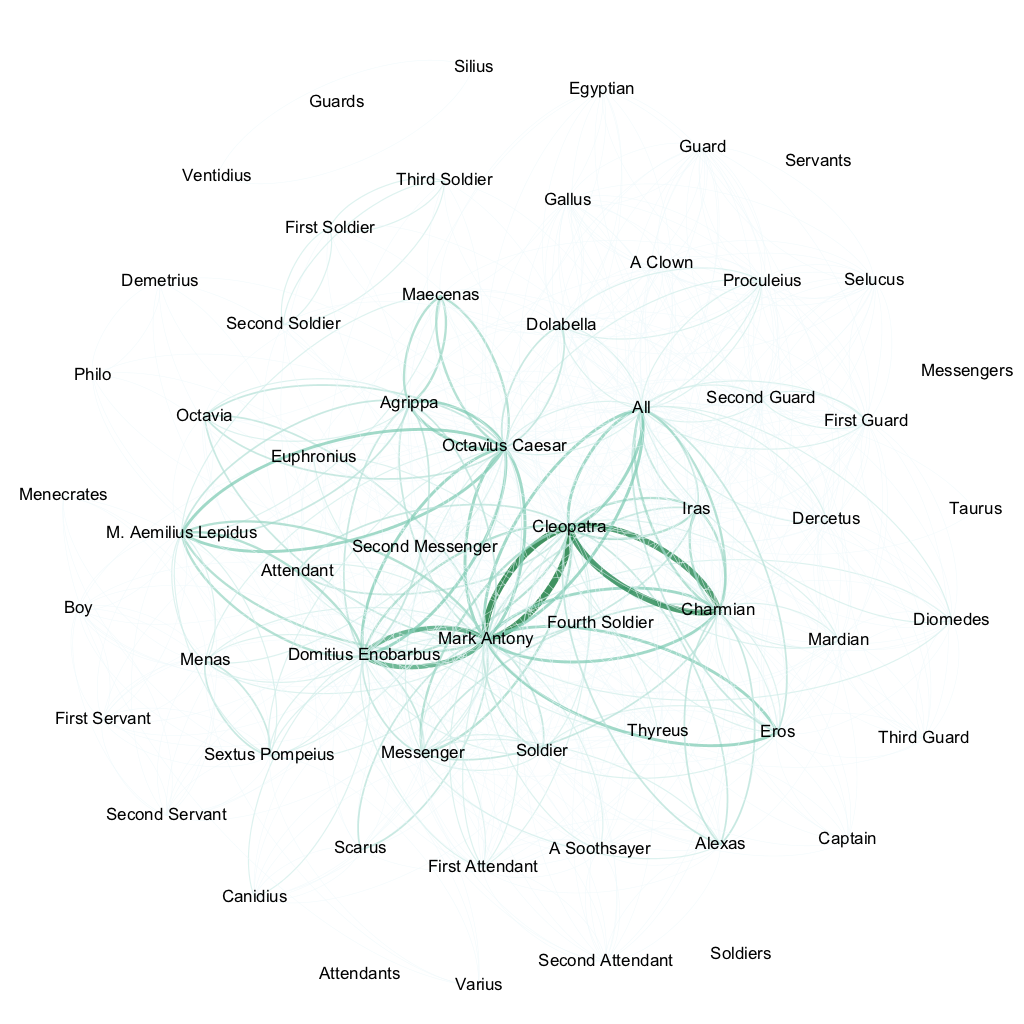 Silius
Egyptian
Guards
Guard
Servants
Ventidius
Third Soldier
Gallus
First Soldier
A Clown
Demetrius
Proculeius
Selucus
Maecenas
Second Soldier
Dolabella
Philo
Messengers
Second Guard
Agrippa
All
Octavia
First Guard
Octavius Caesar
Euphronius
Menecrates
Iras
Taurus
Dercetus
Cleopatra
M. Aemilius Lepidus
Second Messenger
Attendant
Boy
Charmian
Fourth Soldier
Diomedes
Mark Antony
Mardian
Domitius Enobarbus
Menas
First Servant
Thyreus
Eros
Third Guard
Sextus Pompeius
Messenger
Soldier
Second Servant
Captain
Alexas
Scarus
A Soothsayer
First Attendant
Canidius
Soldiers
Second Attendant
Attendants
Varius